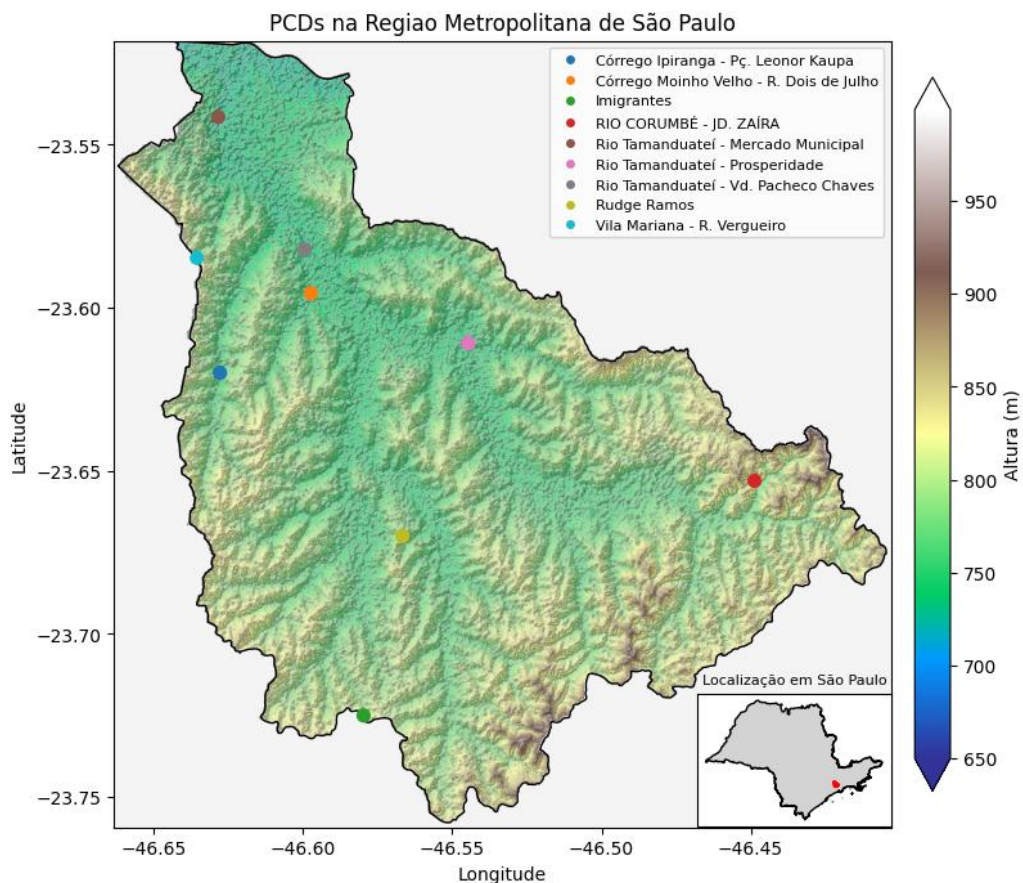 PCDs na Regiao Metropolitana de São Paulo
Córrego Ipiranga - Pç. Leonor Kaupa
Córrego Moinho Velho - R. Dois de Julho
Imigrantes
RIO CORUMBÉ - JD. ZAÍRA
Rio Tamanduateí - Mercado Municipal
Rio Tamanduateí - Prosperidade
Rio Tamanduateí - Vd. Pacheco Chaves
Rudge Ramos
Vila Mariana - R. Vergueiro
−23.55
−23.60
−23.65
−23.70
−23.75
Latitude
−46.65
−46.60
−46.55
−46.50
−46.45
Longitude
Localização em São Paulo
950
900
850
800
750
700
650
Altura (m)